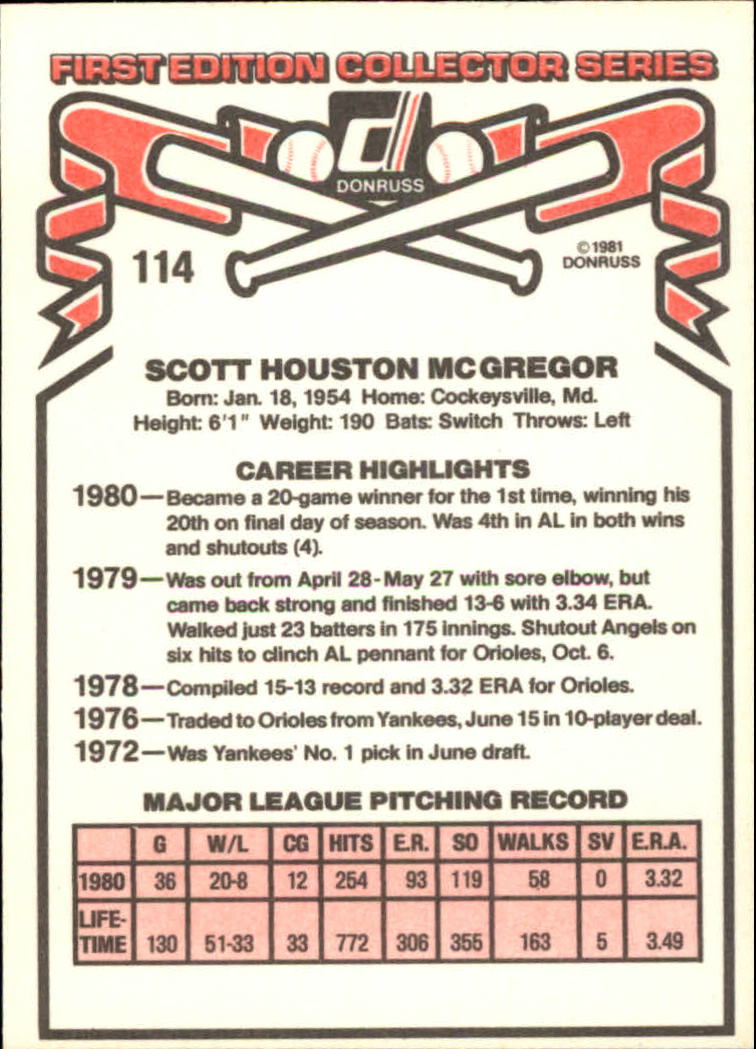 FIRST EDITION COLLECTOR SERIES
d
DONRUSS
114
©1981
DONRUSS
SCOTT HOUSTON MCGREGOR
Born: Jan. 18, 1954 Home: Cockeysville, Md.
Height: 6'1" Weight: 190 Bats: Switch Throws: Left
CAREER HIGHLIGHTS
1980—Became a 20-game winner for the 1st time, winning his
20th on final day of season. Was 4th in AL in both wins
and shutouts (4).
1979—Was out from April 28-May 27 with sore elbow, but
came back strong and finished 13-6 with 3.34 ERA.
Walked just 23 batters in 175 innings. Shutout Angels on
six hits to clinch AL pennant for Orioles, Oct. 6.
1978—Compiled 15-13 record and 3.32 ERA for Orioles.
1976—Traded to Orioles from Yankees, June 15 in 10-player deal.
1972—Was Yankees' No. 1 pick in June draft.
MAJOR LEAGUE PITCHING RECORD
G W/L CG HITS E.R. SO WALKS SV E.R.A.
1980 36 20-8 12 254 93 119 58 0 3.32
LIFE-
TIME 130 51-33 33 772 306 355 163 5 3.49